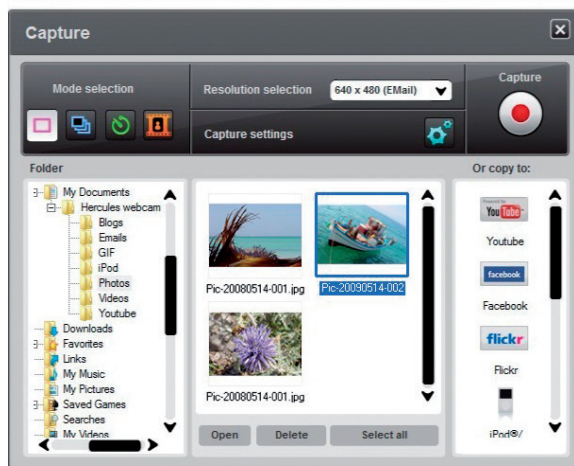 Capture
Mode selection
Resolution selection 640 x 480 (EMail)
Capture settings
Capture
Folder
My Documents
Hercules webcam
Blogs
Emails
GIF
iPod
Photos
Videos
Youtube
Downloads
Favorites
Links
My Music
My Pictures
Saved Games
Searches
My Videos
Pic-20080514-001.jpg
Pic-20090514-002
Pic-20080514-001.jpg
Open Delete Select all
Or copy to:
You Tube
Youtube
facebook
Facebook
flickr
Flickr
iPod®/